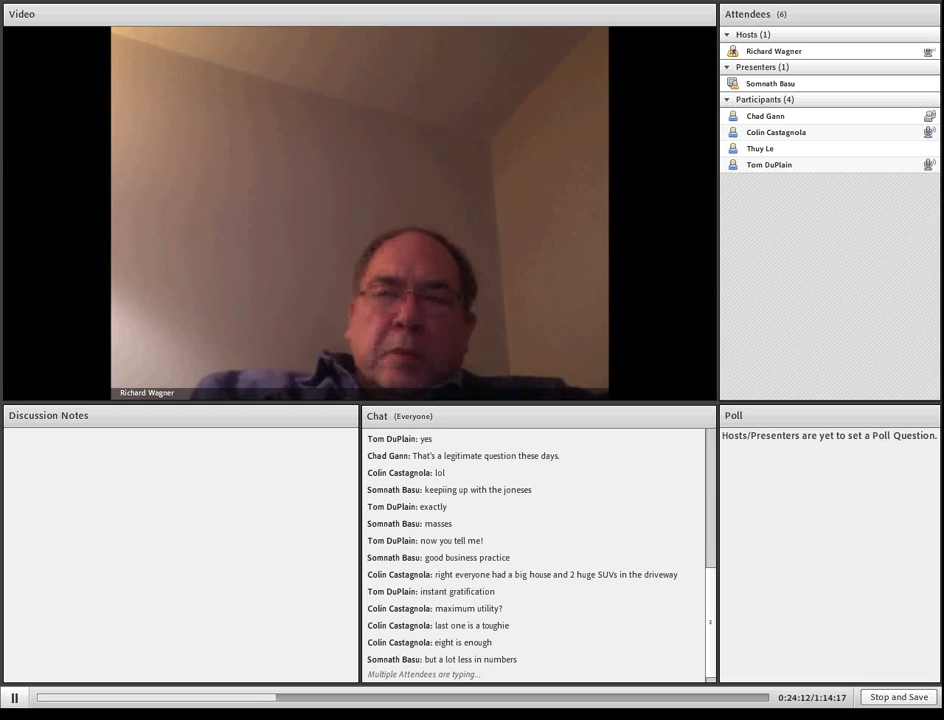 Video
Richard Wagner
Attendees (6)
Hosts (1)
Richard Wagner
Presenters (1)
Somnath Basu
Participants (4)
Chad Gann
Colin Castagnola
Thuy Le
Tom DuPlain
Discussion Notes
Chat (Everyone)
Tom DuPlain: yes
Chad Gann: That's a legitimate question these days.
Colin Castagnola: lol
Somnath Basu: keepiing up with the joneses
Tom DuPlain: exactly
Somnath Basu: masses
Tom DuPlain: now you tell me!
Somnath Basu: good business practice
Colin Castagnola: right everyone had a big house and 2 huge SUVs in the driveway
Tom DuPlain: instant gratification
Colin Castagnola: maximum utility?
Colin Castagnola: last one is a toughie
Colin Castagnola: eight is enough
Somnath Basu: but a lot less in numbers
Multiple Attendees are typing...
Poll
Hosts/Presenters are yet to set a Poll Question.
0:24:12/1:14:17
Stop and Save